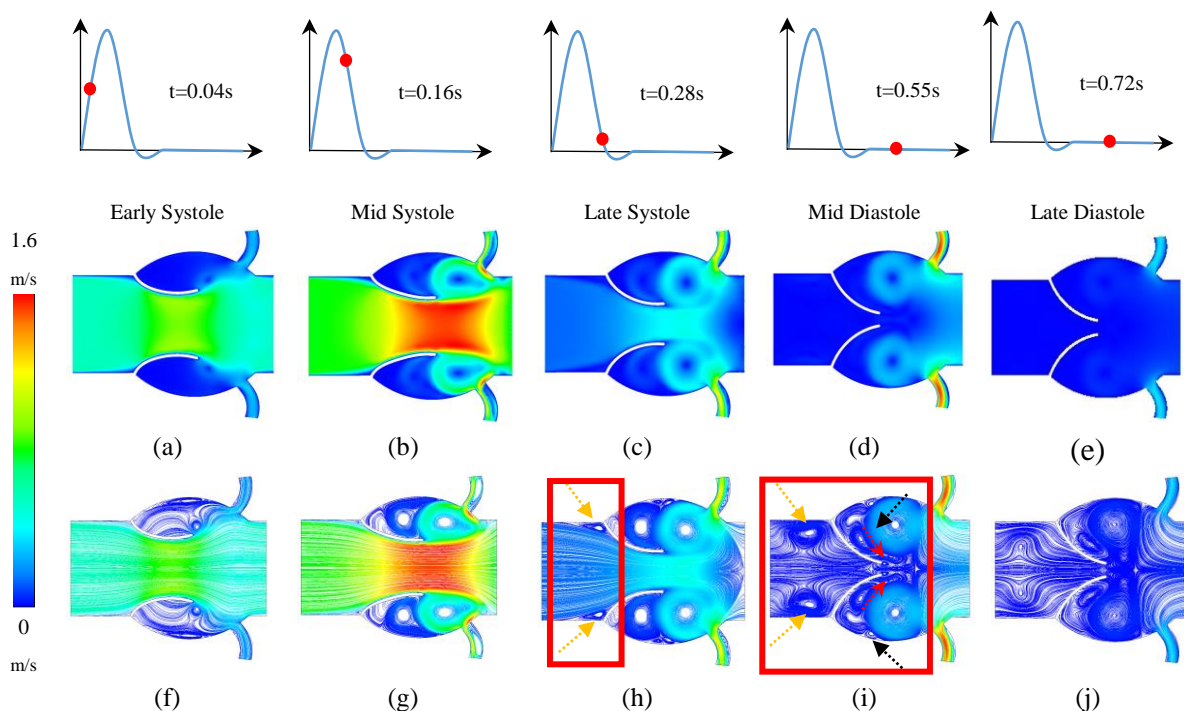 t=0.04s
t=0.16s
t=0.28s
t=0.55s
t=0.72s
Early Systole
Mid Systole
Late Systole
Mid Diastole
Late Diastole
1.6
m/s
0
m/s
(a)
(b)
(c)
(d)
(e)
(f)
(g)
(h)
(i)
(j)